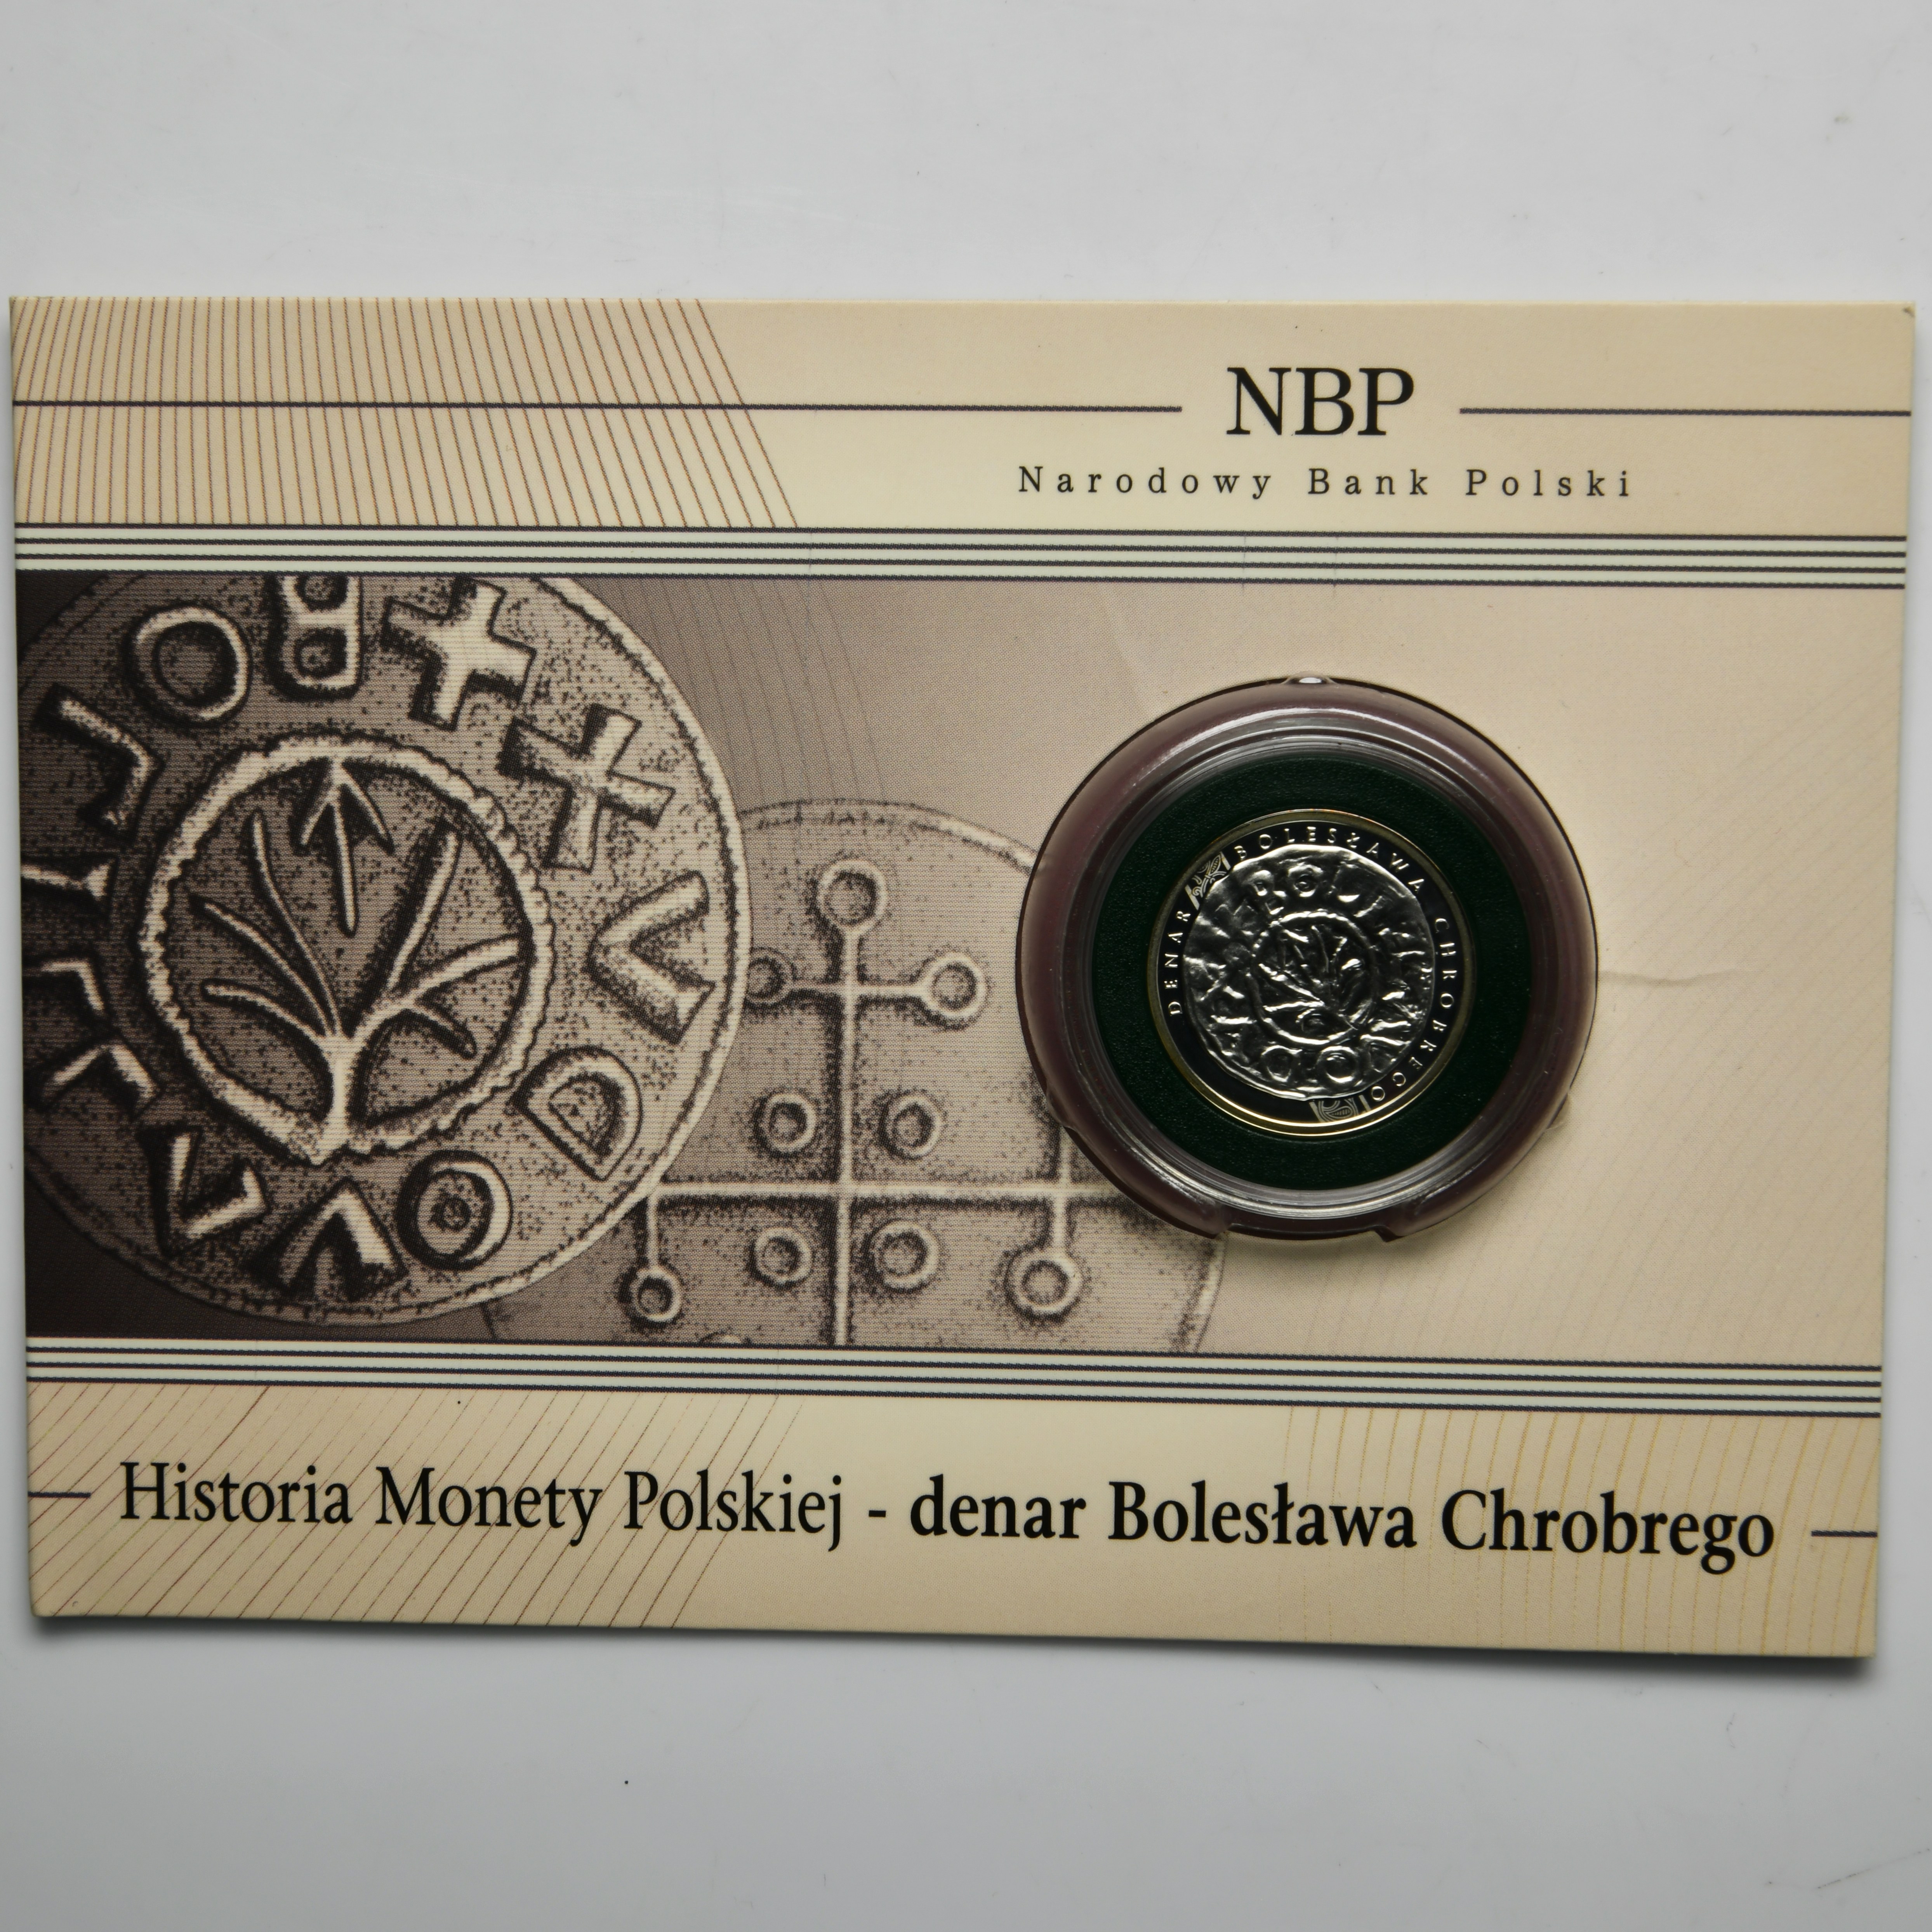 NBP
Narodowy Bank Polski
DENAR BOLESŁAWA CHROBREGO
Historia Monety Polskiej - denar Bolesława Chrobrego